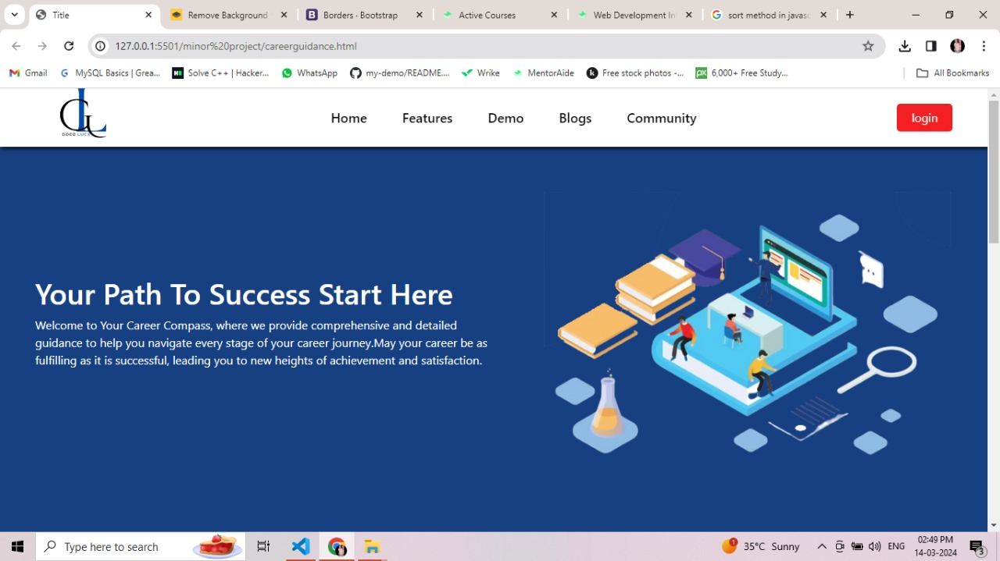 Title
Remove Background
Borders · Bootstrap
Active Courses
Web Development In
sort method in javasc
127.0.0.1:5501/minor%20project/careerguidance.html
Gmail
MySQL Basics | Grea...
Solve C++ | Hacker...
WhatsApp
my-demo/README....
Wrike
MentorAide
Free stock photos -...
6,000+ Free Study...
All Bookmarks
GL
GOOD LUCK
Home
Features
Demo
Blogs
Community
login
Your Path To Success Start Here
Welcome to Your Career Compass, where we provide comprehensive and detailed
guidance to help you navigate every stage of your career journey.May your career be as
fulfilling as it is successful, leading you to new heights of achievement and satisfaction.
Type here to search
1
35°C Sunny
ENG
02:49 PM
14-03-2024
3